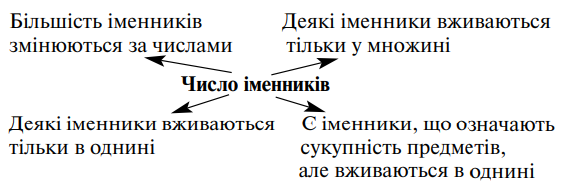 Більшість іменників
змінюються за числами
Деякі іменники вживаються
тільки у множині
Число іменників
Деякі іменники вживаються
тільки в однині
Є іменники, що означають
сукупність предметів,
але вживаються в однині